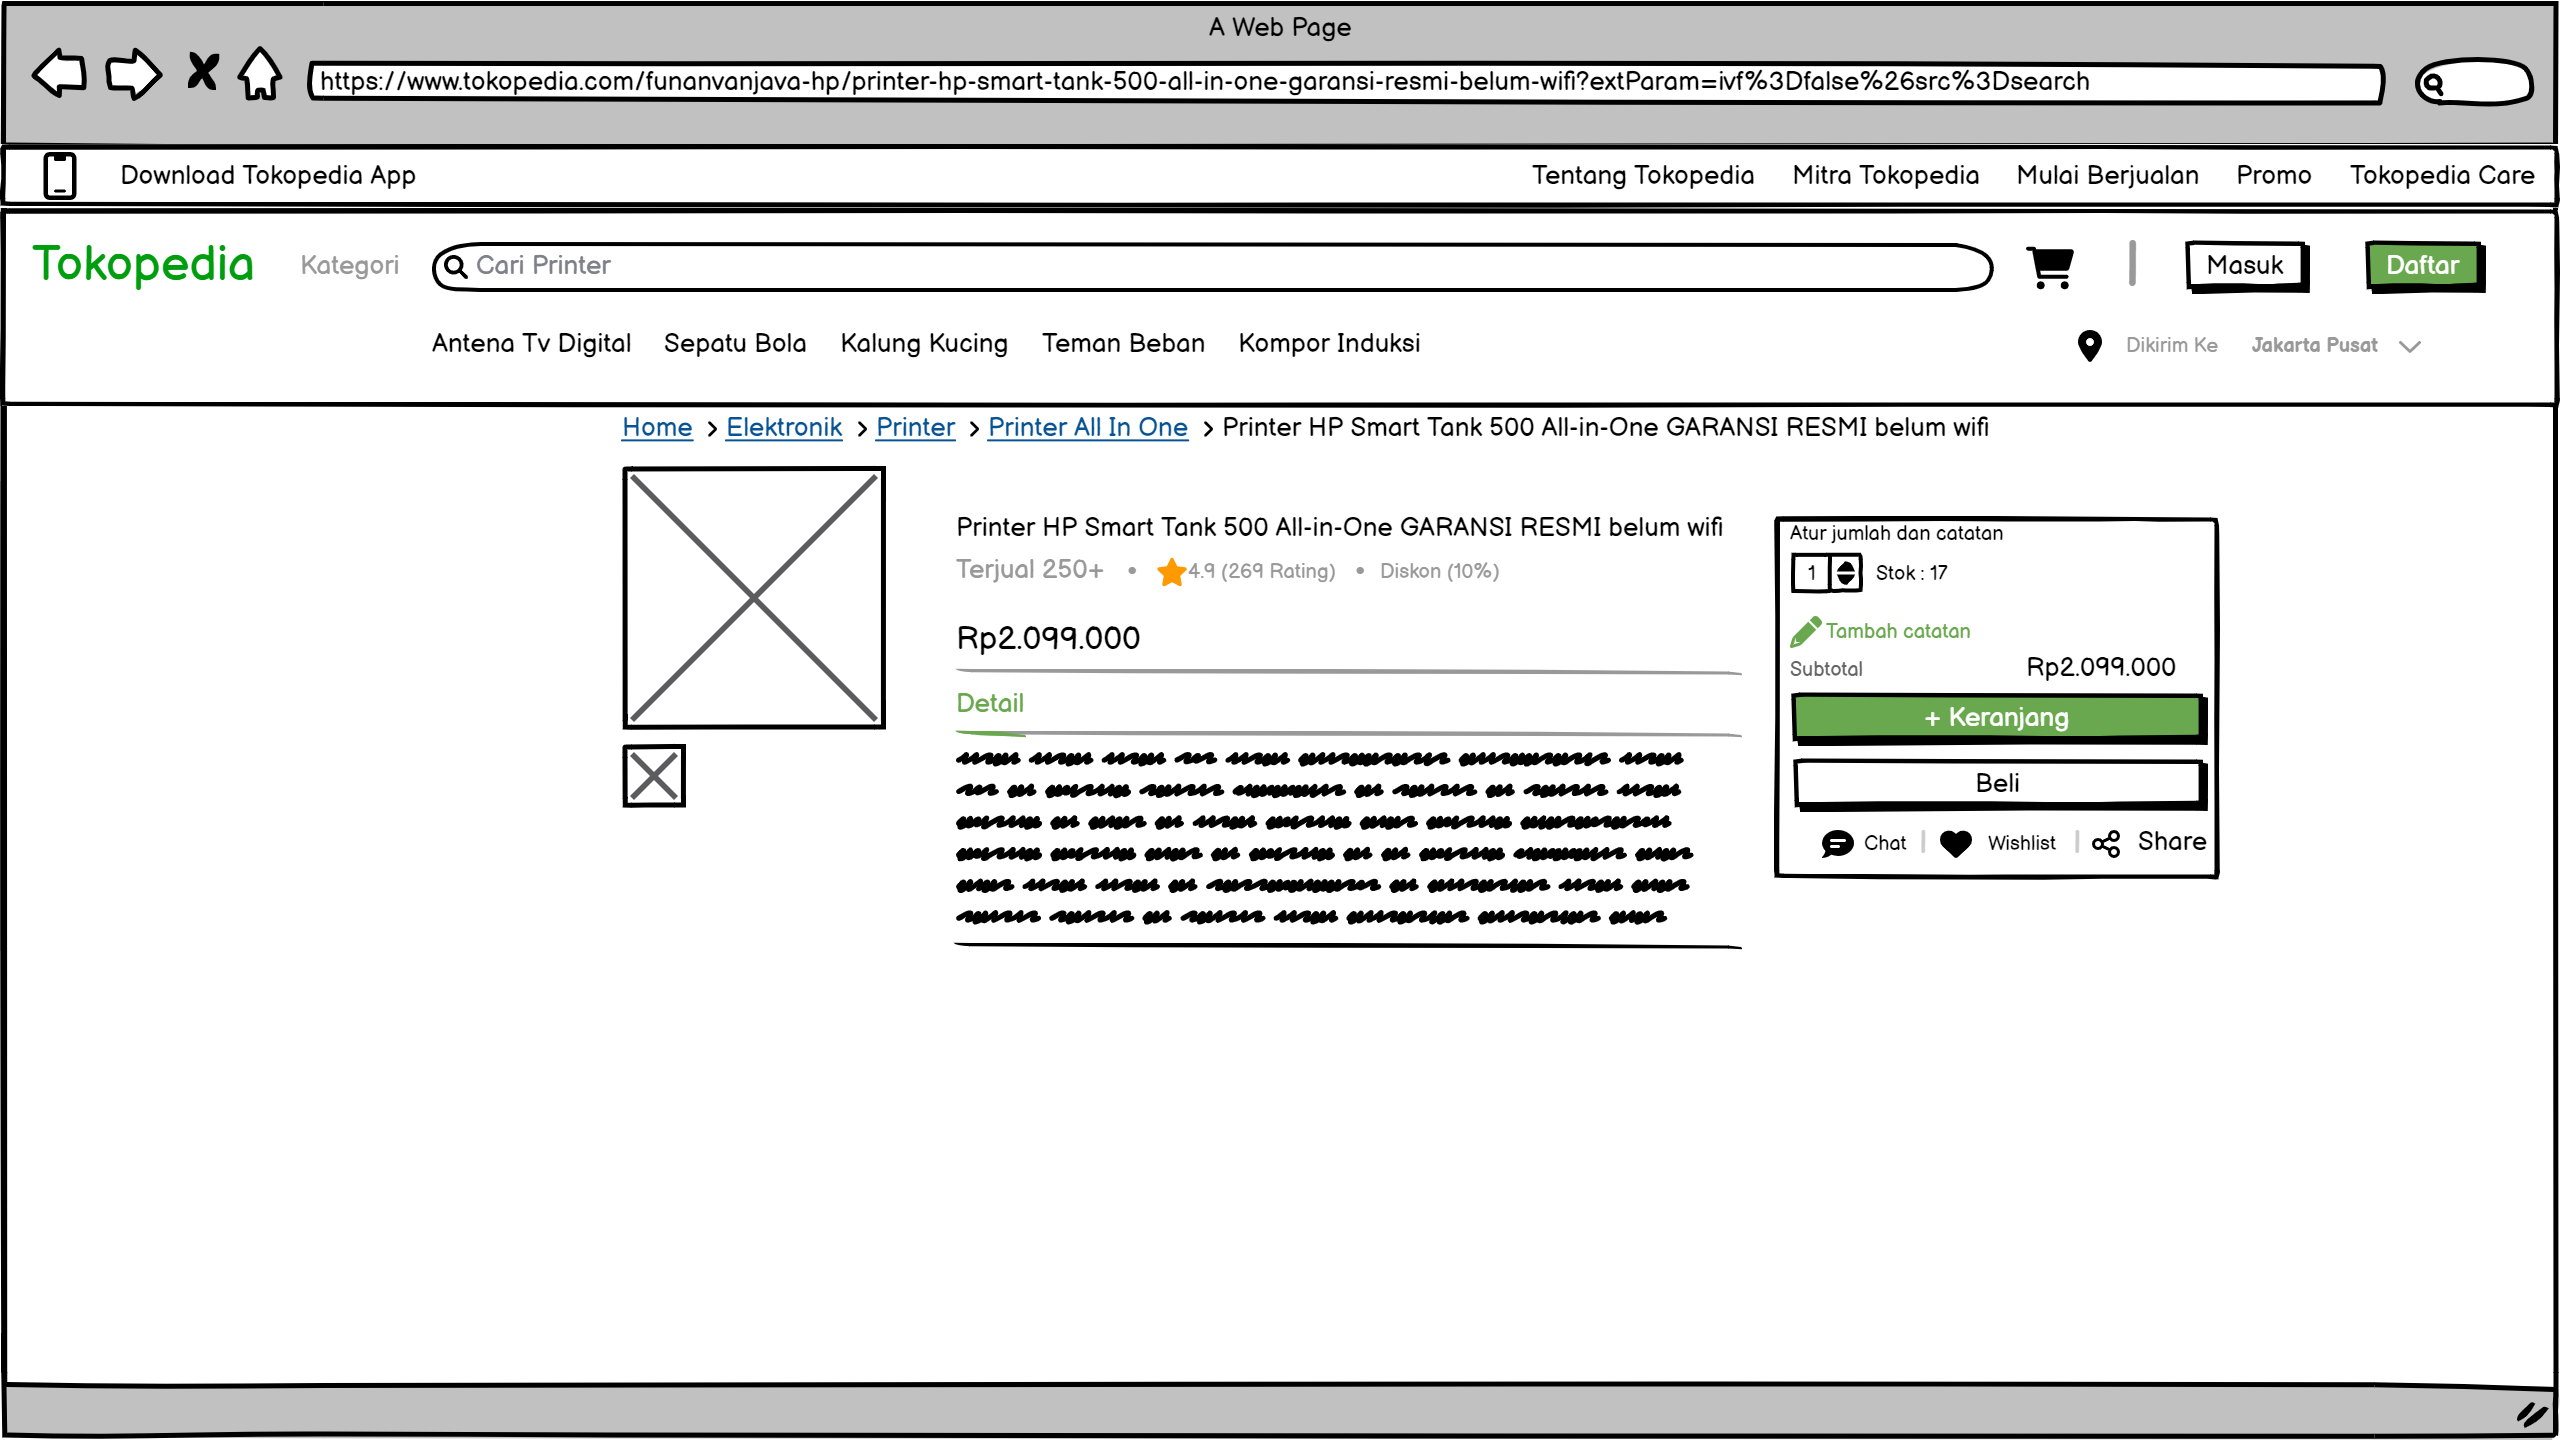 A Web Page
https://www.tokopedia.com/funanvanjava-hp/printer-hp-smart-tank-500-all-in-one-garansi-resmi-belum-wifi?extParam=ivf%3Dfalse%26src%3Dsearch
Download Tokopedia App
Tentang Tokopedia
Mitra Tokopedia
Mulai Berjualan
Promo
Tokopedia Care
Tokopedia
Kategori
Cari Printer
Masuk
Daftar
Antena Tv Digital
Sepatu Bola
Kalung Kucing
Teman Beban
Kompor Induksi
Dikirim Ke
Jakarta Pusat
Home > Elektronik > Printer > Printer All In One > Printer HP Smart Tank 500 All-in-One GARANSI RESMI belum wifi
Printer HP Smart Tank 500 All-in-One GARANSI RESMI belum wifi
Terjual 250+ • 4.9 (269 Rating) • Diskon (10%)
Rp2.099.000
Detail
Atur jumlah dan catatan
1
Stok : 17
Tambah catatan
Subtotal
Rp2.099.000
+ Keranjang
Beli
Chat
Wishlist
Share